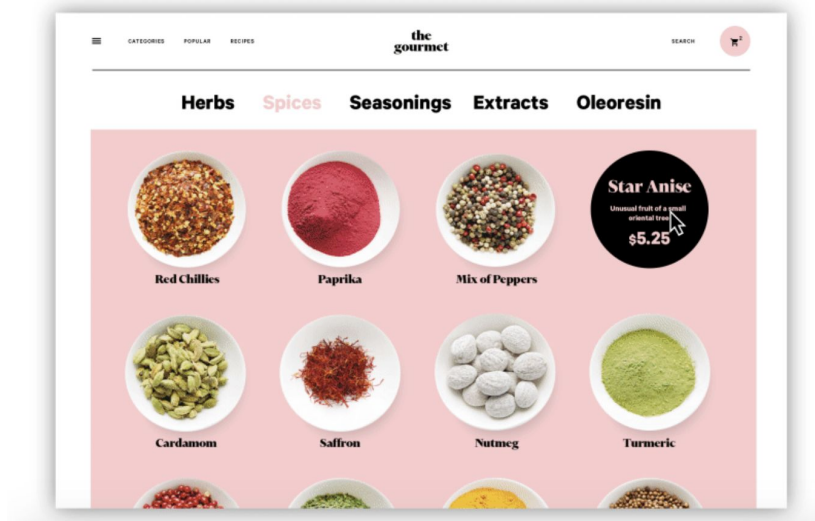 CATEGORIES POPULAR RECIPES
the
gourmet
SEARCH
2
Herbs Spices Seasonings Extracts Oleoresin
Star Anise
Unusual fruit of a small
oriental tree
$5.25
Red Chillies Paprika Mix of Peppers
Cardamom Saffron Nutmeg Turmeric